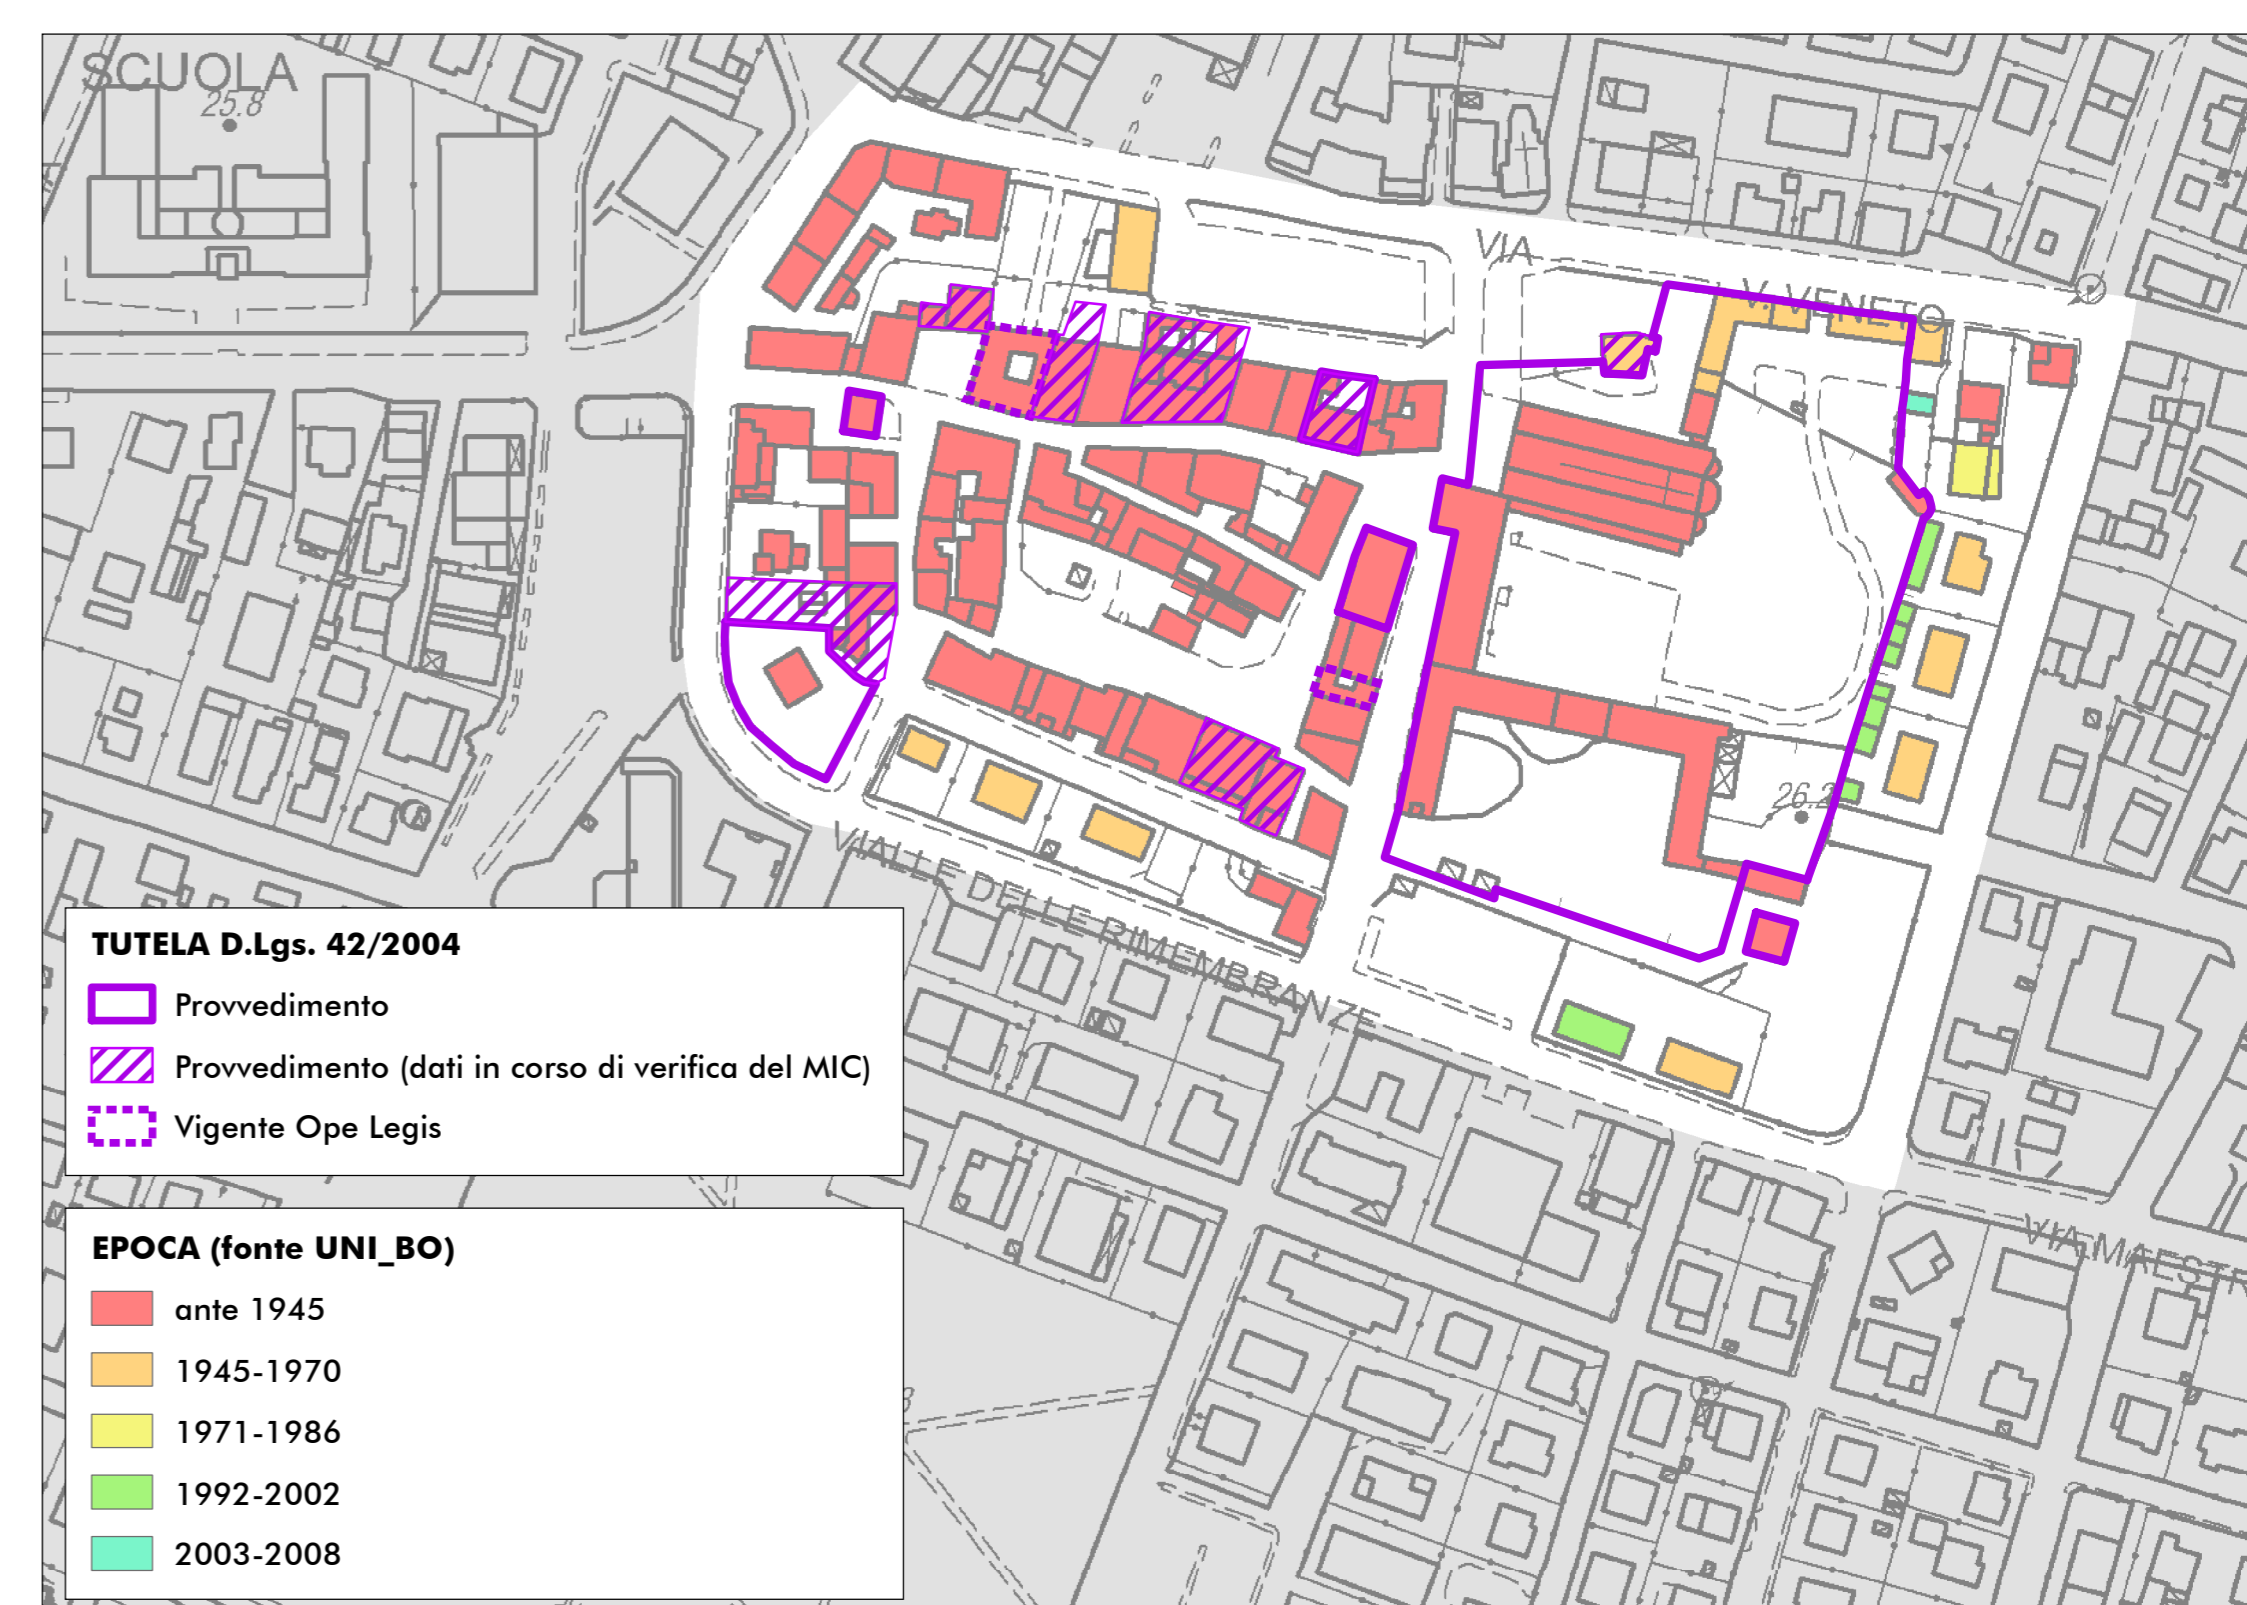 SCUOLA
25.8
VIA
V. VENETO
26.2
VIALLE DELLE RIMEMBRANZE
VIA MAESTR
TUTELA D.Lgs. 42/2004
Provvedimento
Provvedimento (dati in corso di verifica del MIC)
Vigente Ope Legis
EPOCA (fonte UNI_BO)
ante 1945
1945-1970
1971-1986
1992-2002
2003-2008